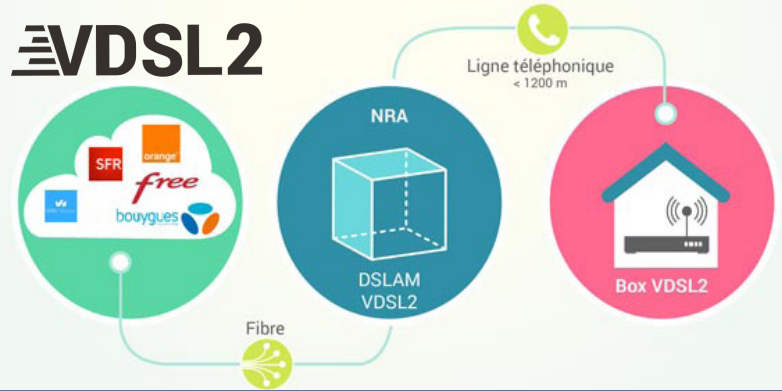 VDSL2
SFR
orange
free
bouygues
Fibre
NRA
DSLAM
VDSL2
Ligne téléphonique
< 1200 m
Box VDSL2